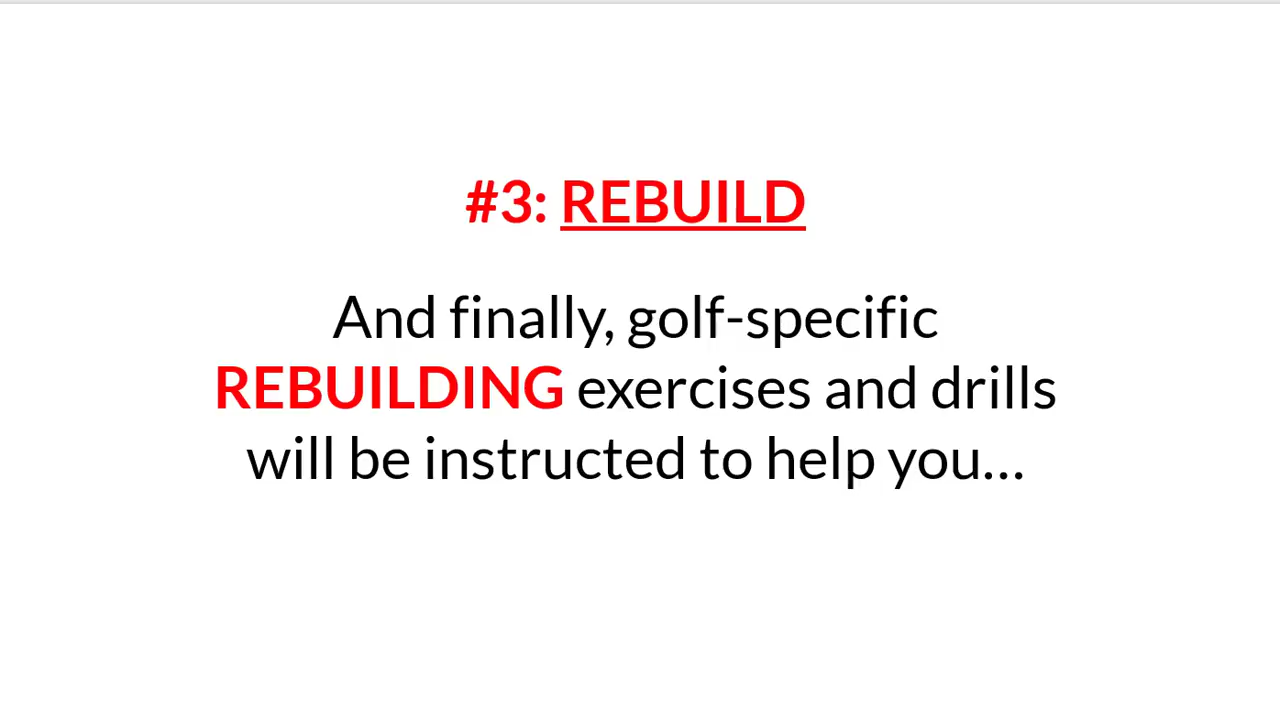 #3: REBUILD
And finally, golf-specific
REBUILDING exercises and drills
will be instructed to help you...